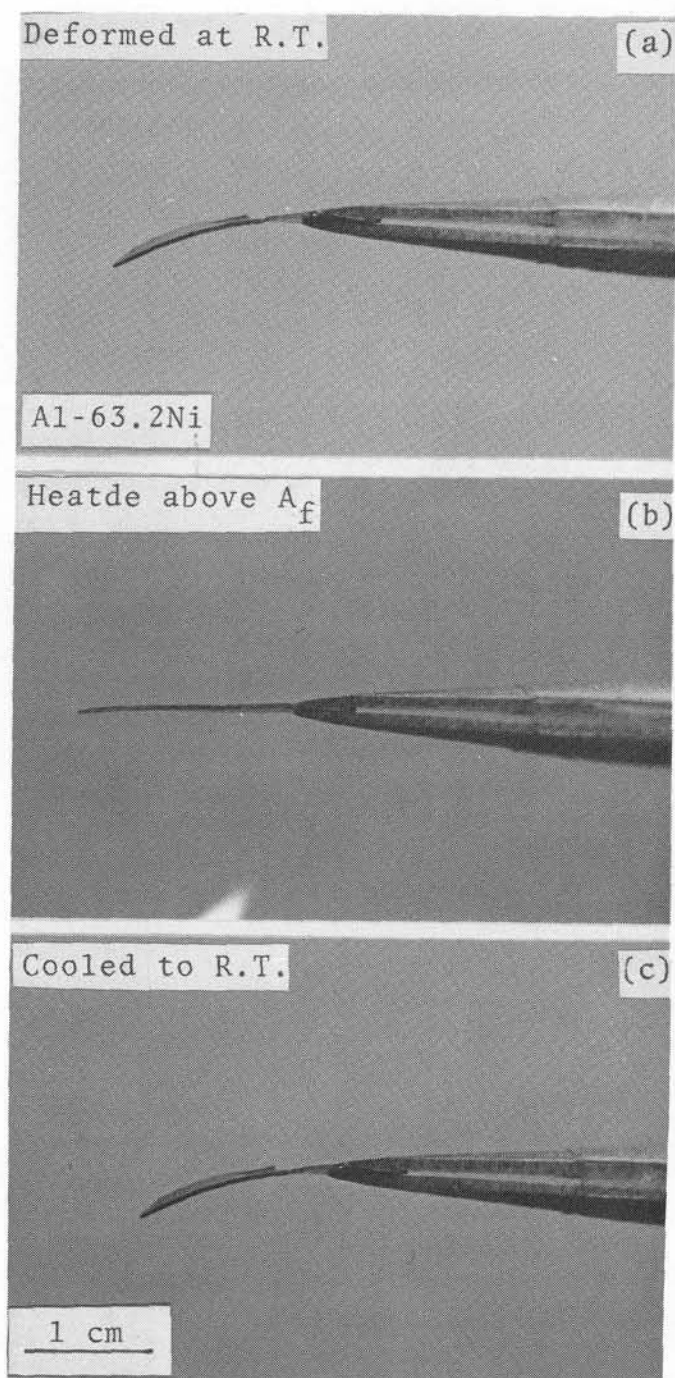 Deformed at R.T.
(a)
Al-63.2Ni
Heatde above Af
(b)
Cooled to R.T.
(c)
1 cm